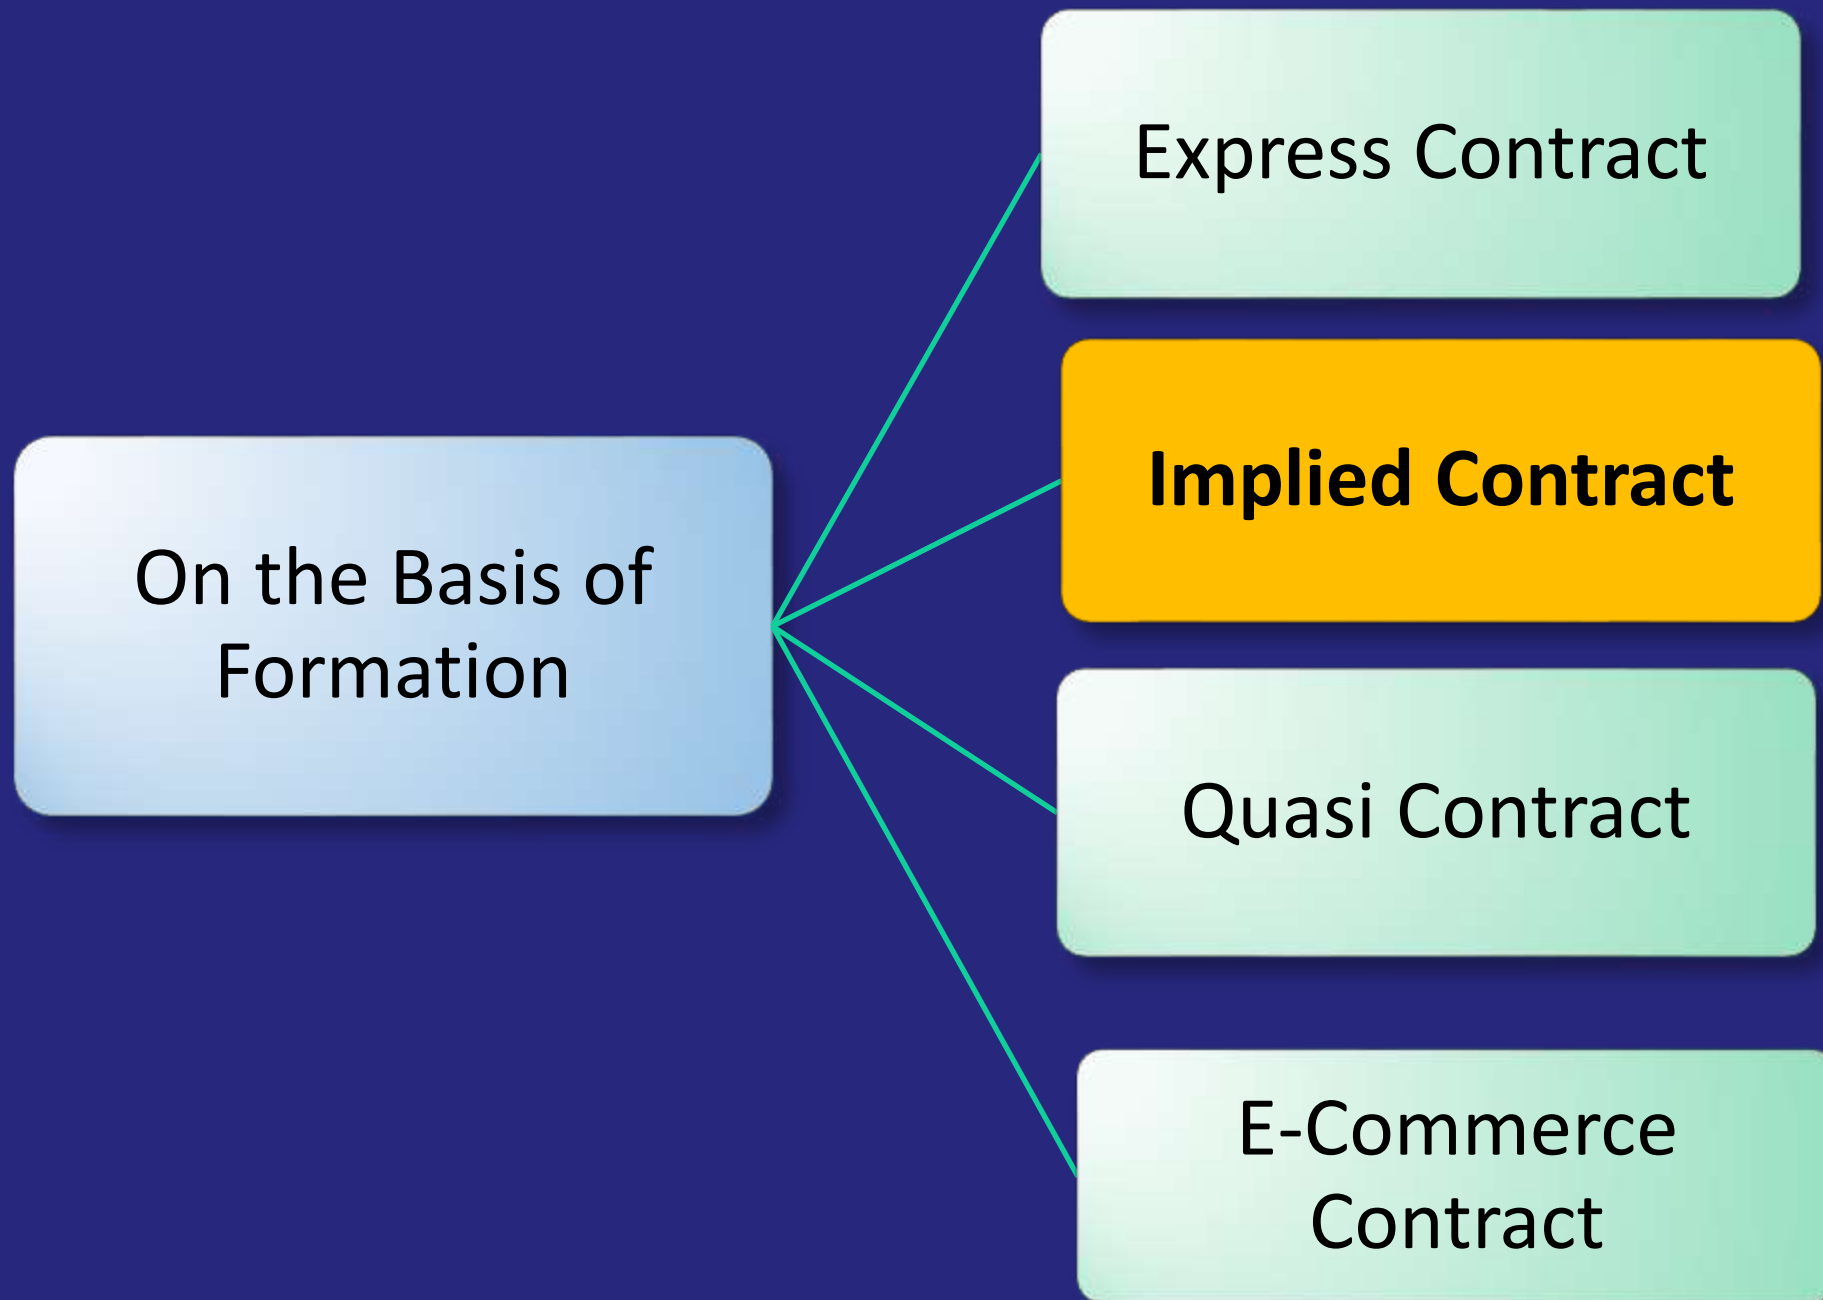 Express Contract
Implied Contract
On the Basis of
Formation
Quasi Contract
E-Commerce
Contract